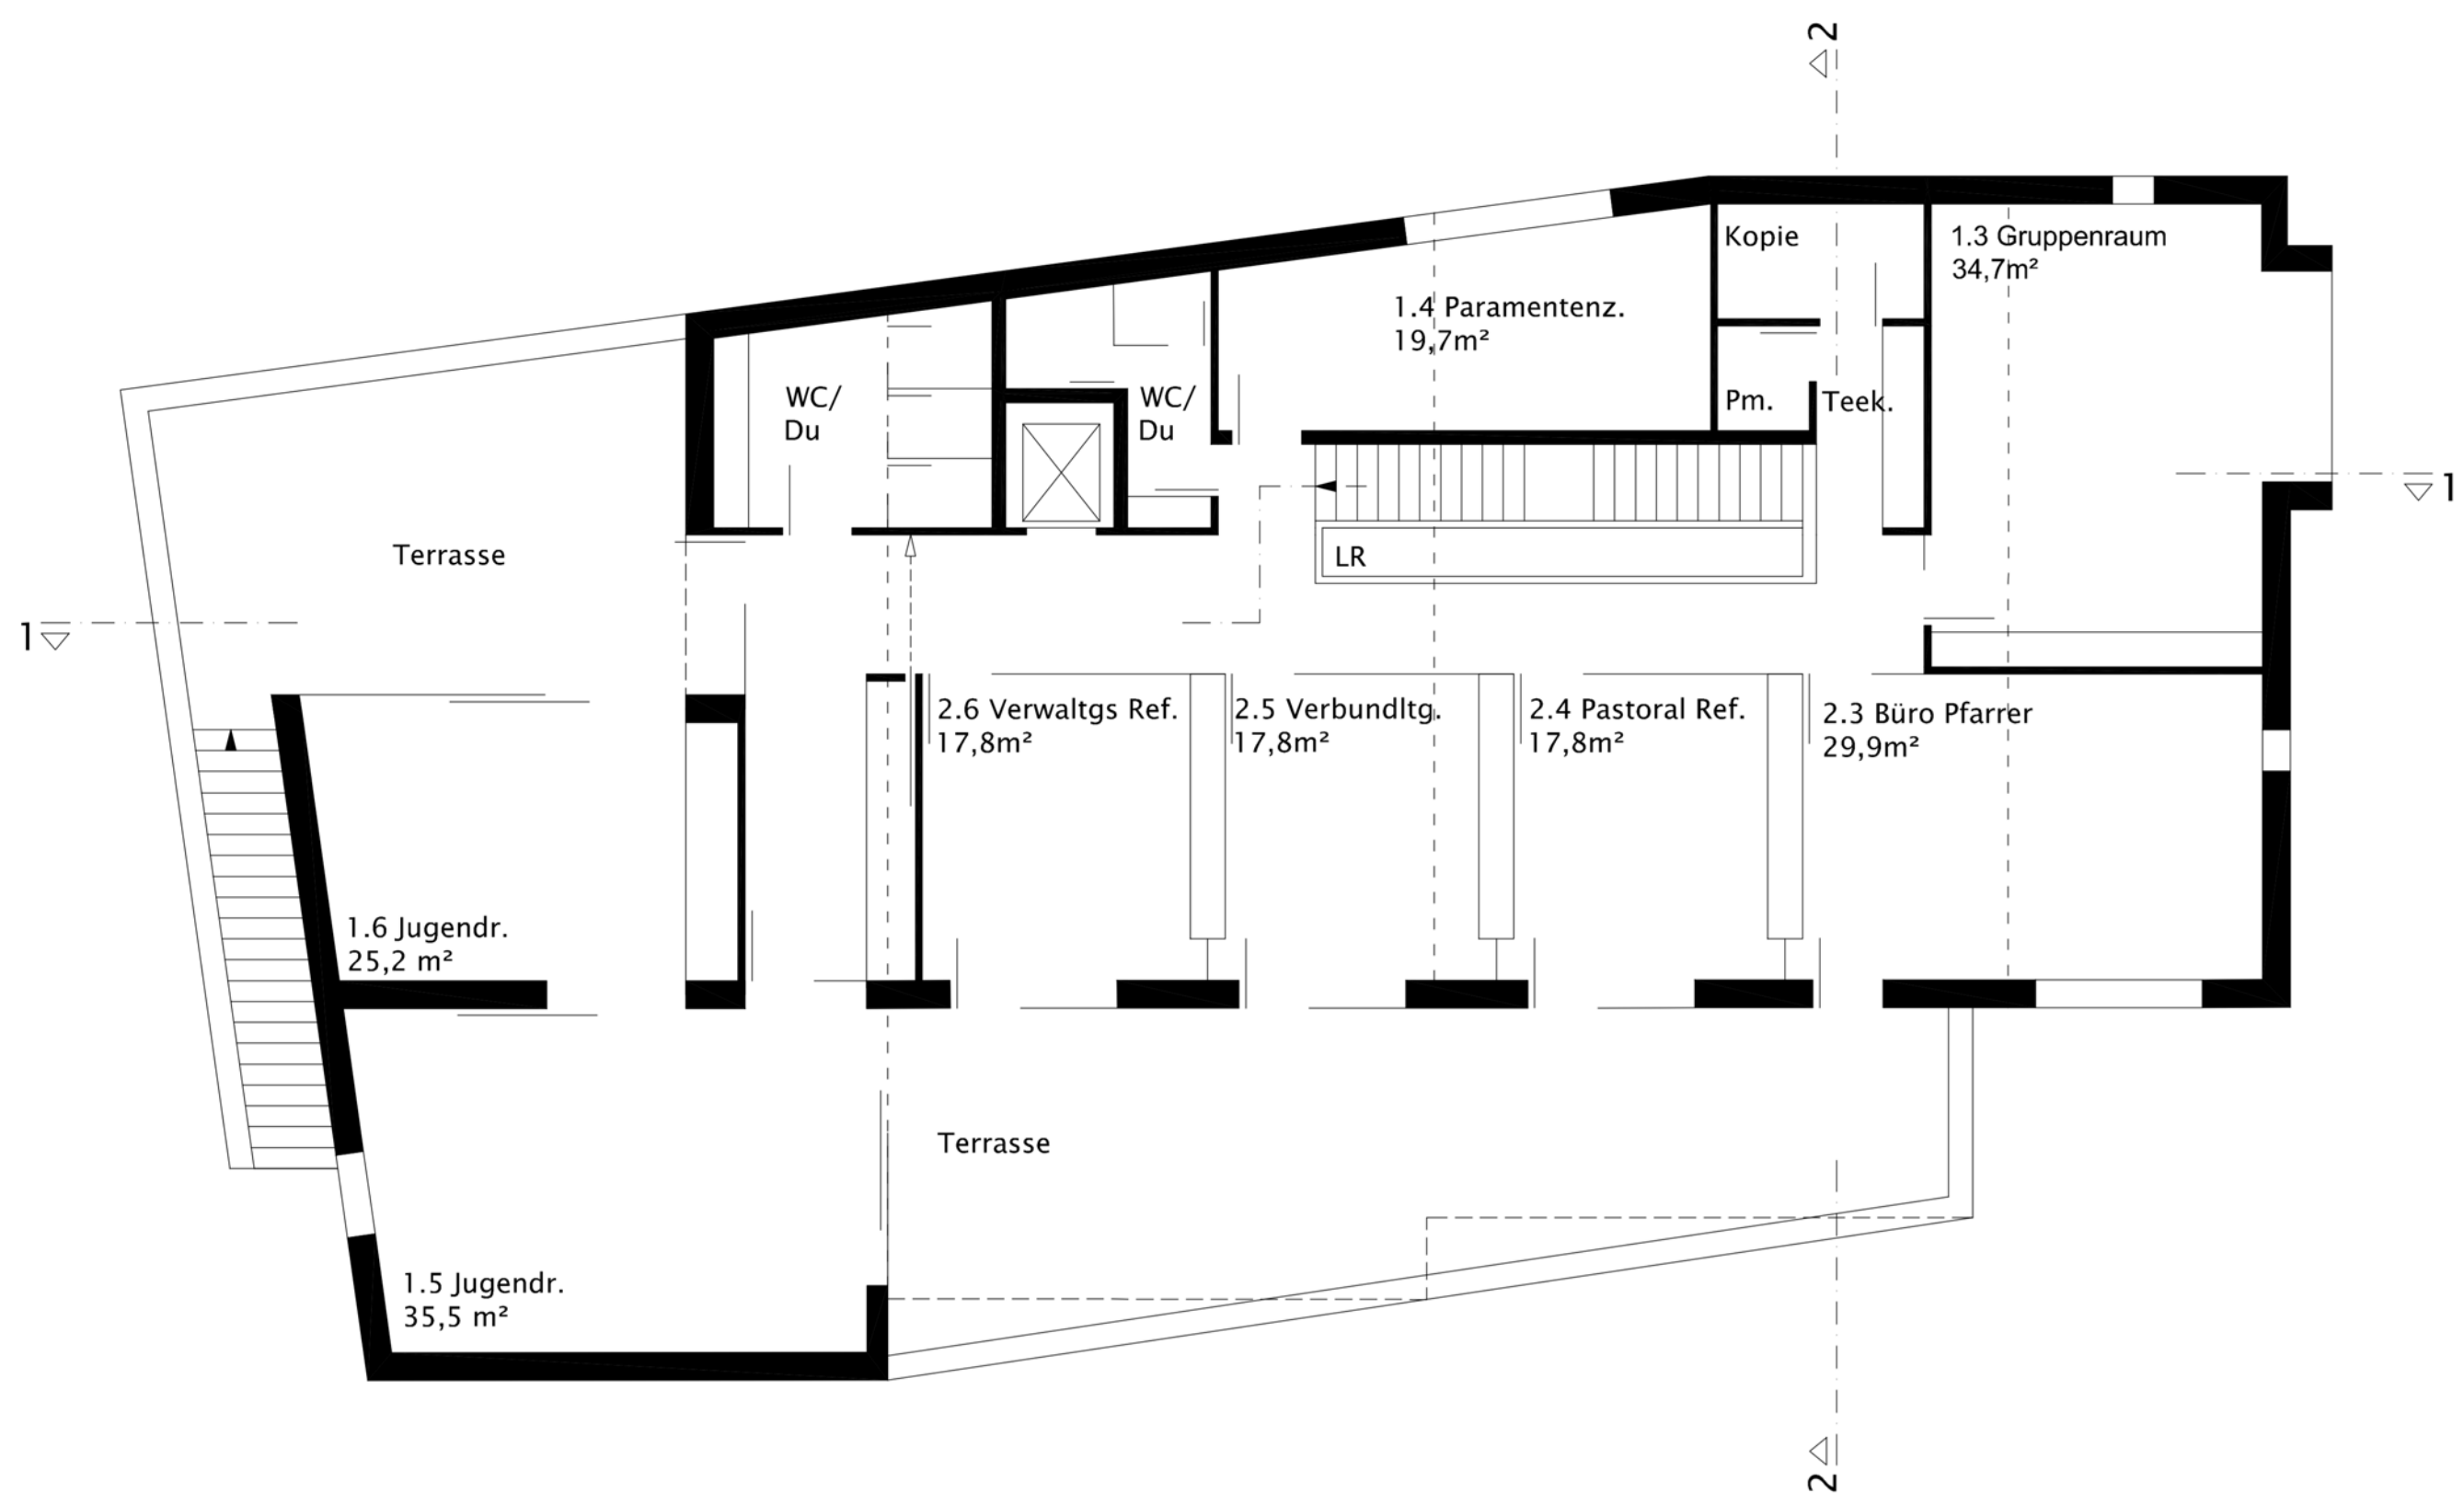 2
Kopie
1.3 Gruppenraum
34,7m²
1.4 Paramentenz.
19,7m²
WC/
Du
WC/
Du
Pm.
Teek.
1
Terrasse
LR
1
2.6 Verwaltgs Ref.
17,8m²
2.5 Verbundltg.
17,8m²
2.4 Pastoral Ref.
17,8m²
2.3 Büro Pfarrer
29,9m²
1.6 Jugendr.
25,2 m²
Terrasse
1.5 Jugendr.
35,5 m²
2